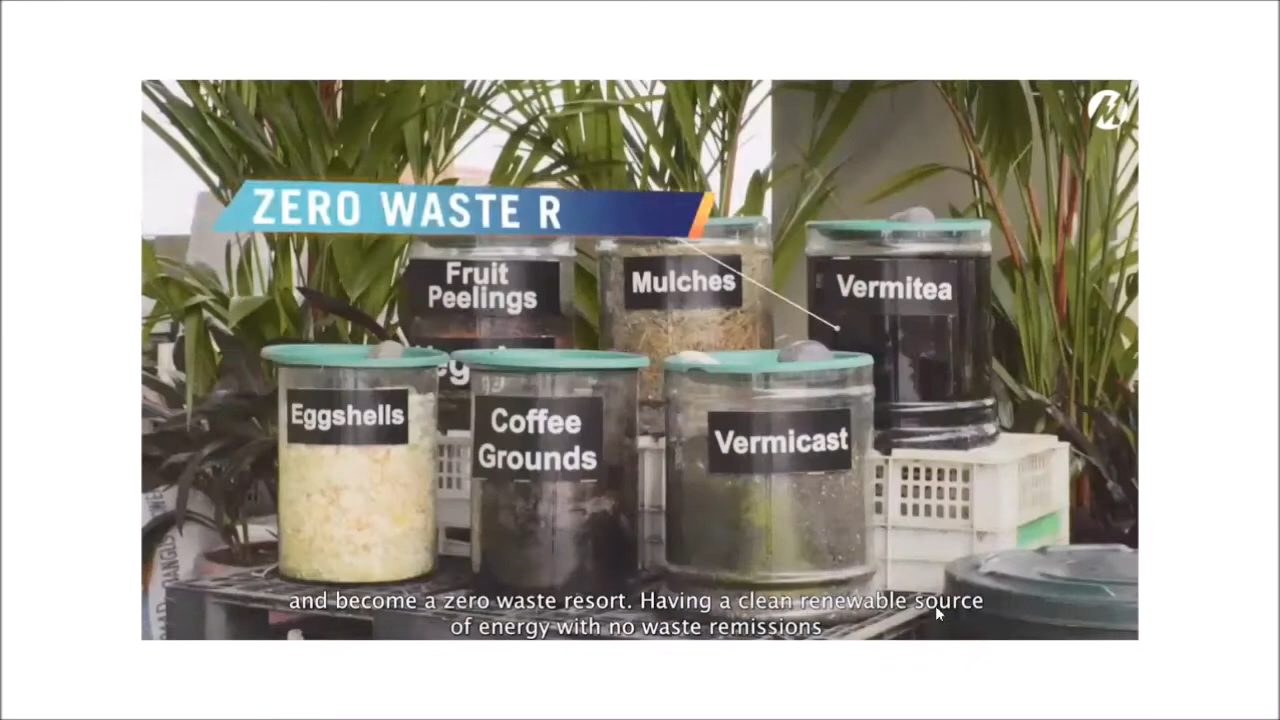 ZERO WASTE R
Fruit
Peelings
Mulches
Vermitea
Eggshells
Coffee
Grounds
Vermicast
and become a zero waste resort. Having a clean renewable source
of energy with no waste remissions